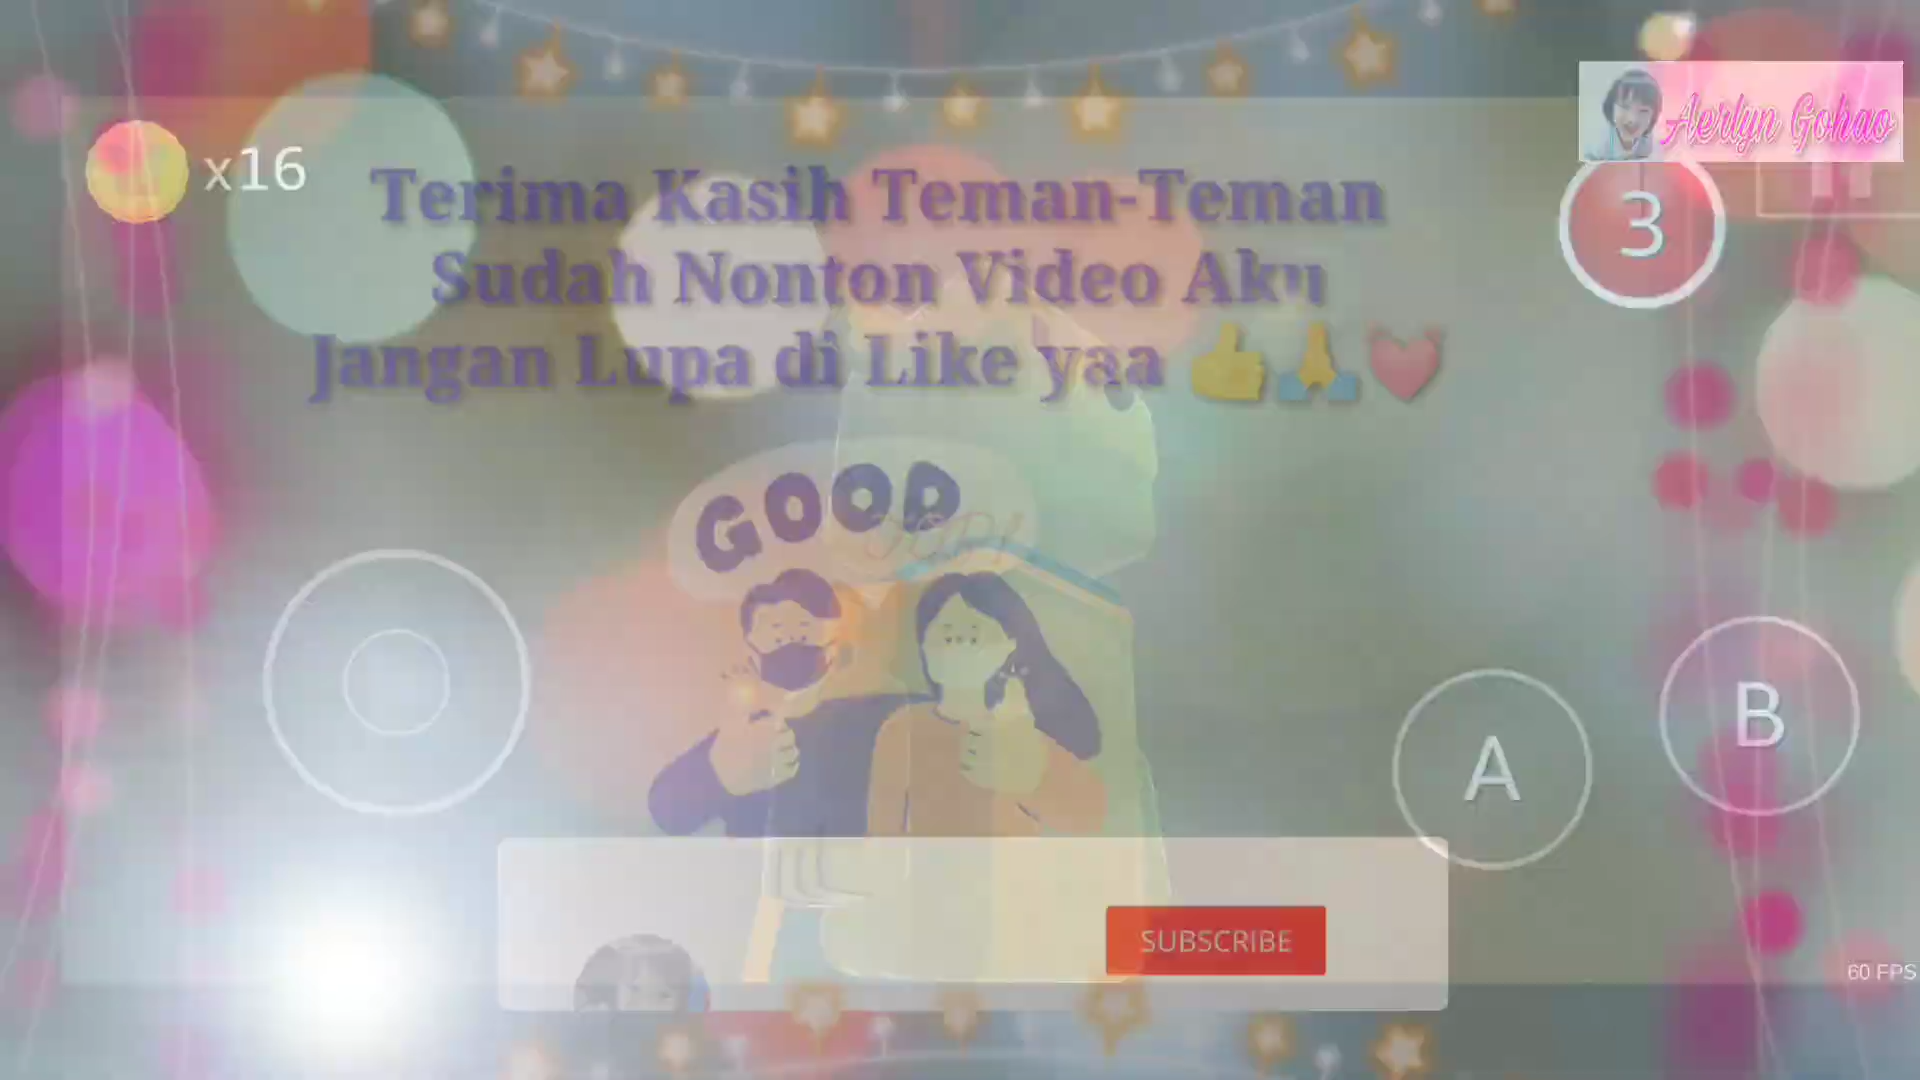 Aerlyn Gohao
x16
3
Terima Kasih Teman-Teman
Sudah Nonton Video Aku
Jangan Lupa di Like yaa 👍🙏💓
GOOD
A
B
SUBSCRIBE
60 FPS